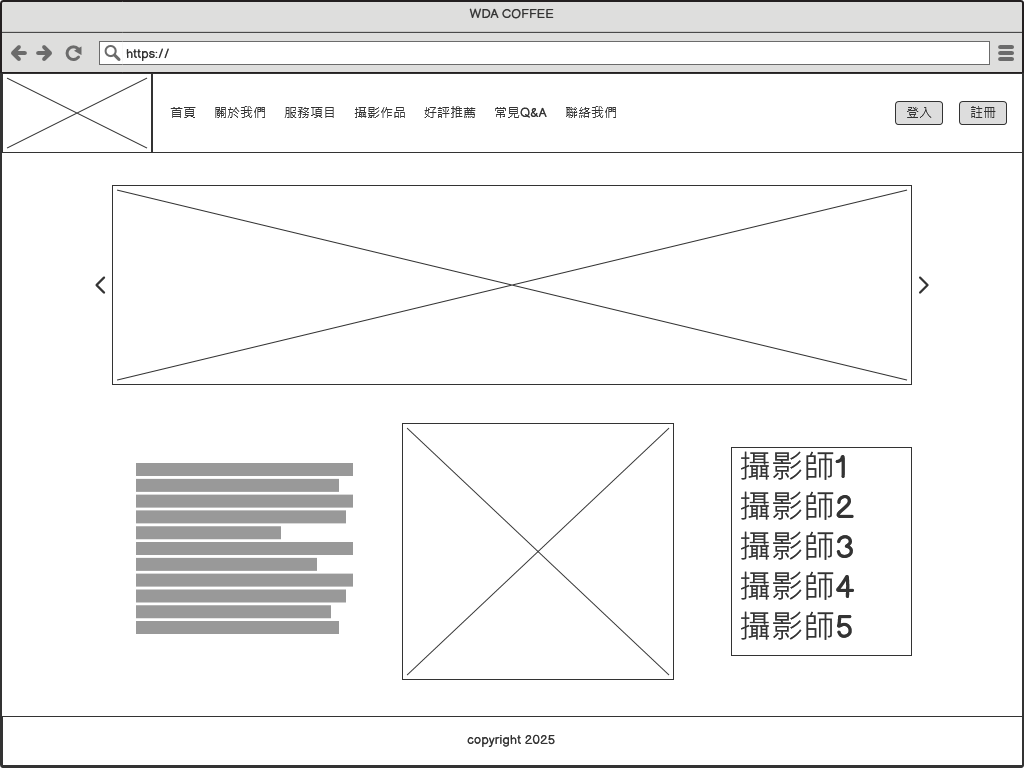 WDA COFFEE
https://
首頁 關於我們 服務項目 攝影作品 好評推薦 常見Q&A 聯絡我們 登入 註冊
攝影師1
攝影師2
攝影師3
攝影師4
攝影師5
copyright 2025